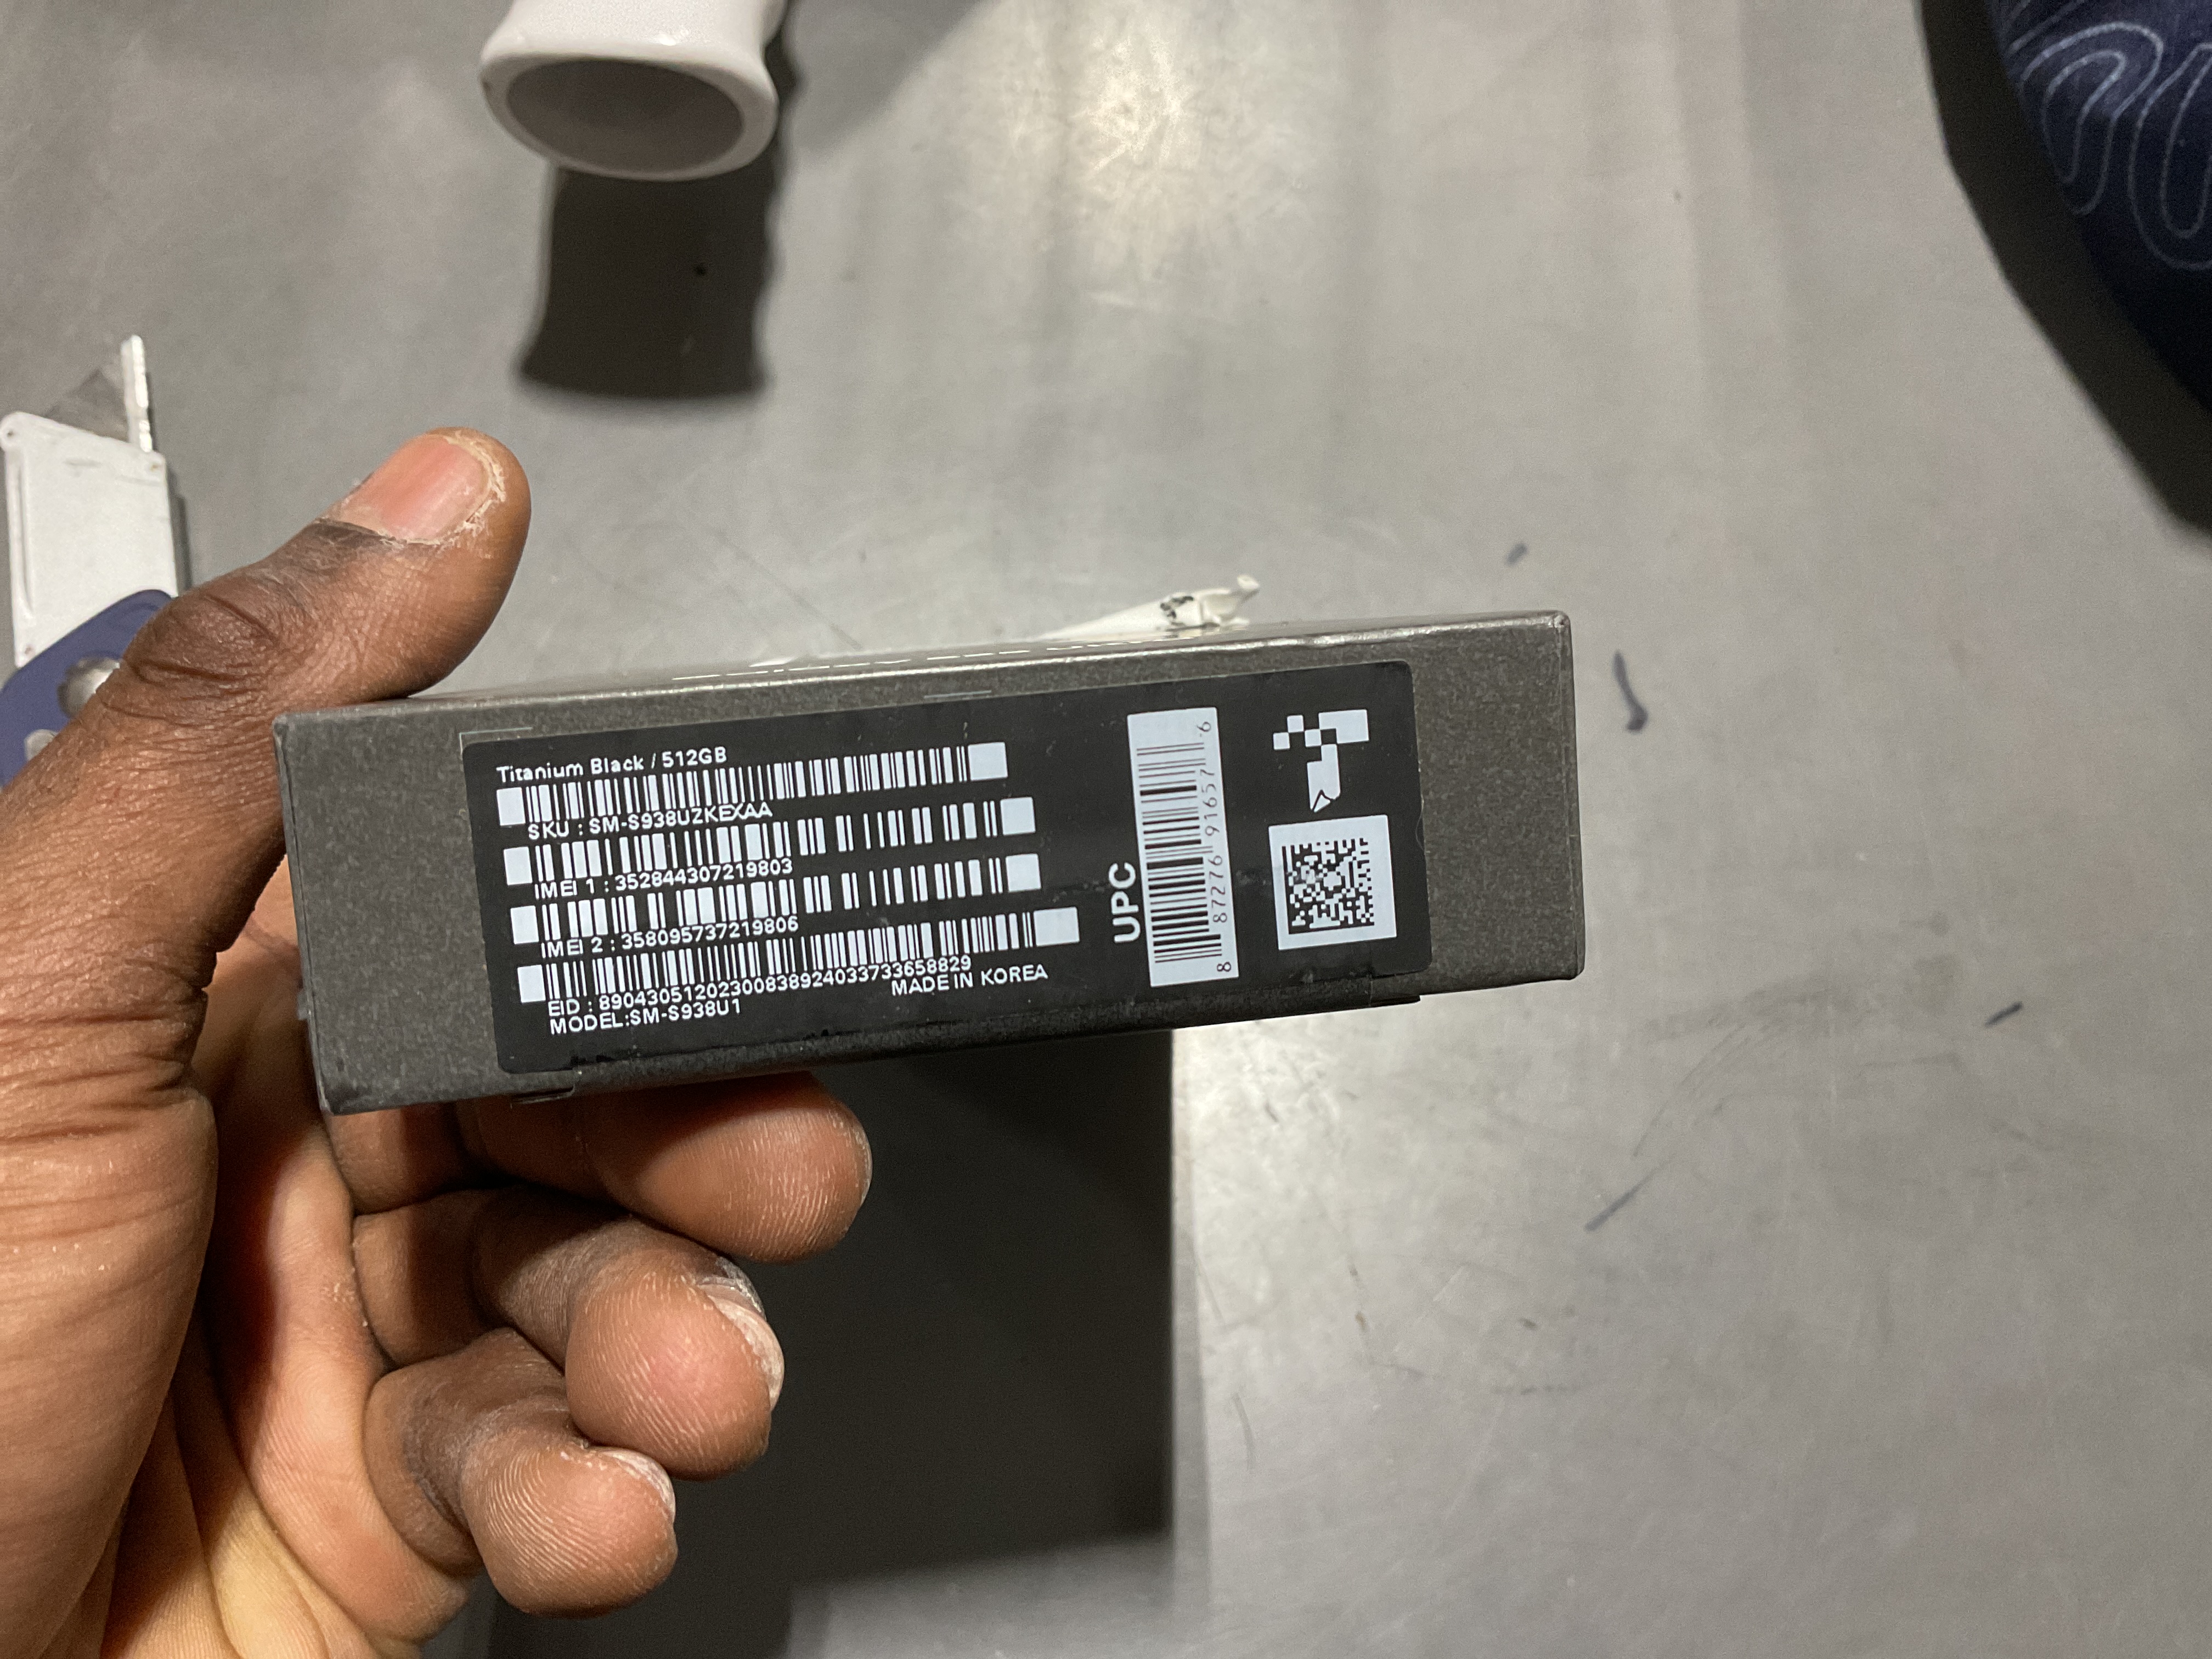 Titanium Black / 512GB
SKU : SM-S938UZKEXAA
IMEI 1 : 352844307219803
IMEI 2 : 358095737219806
EID : 89043051202300838924033733658829
MADE IN KOREA
MODEL:SM-S938U1
UPC
8 87276 91657 6